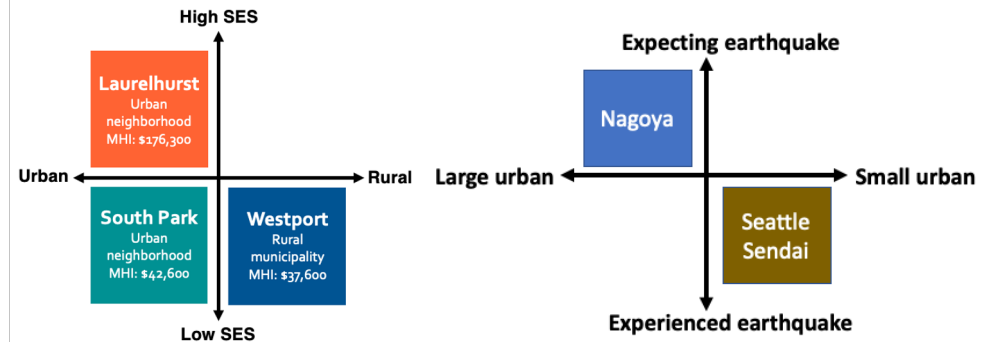 High SES
Laurelhurst
Urban
neighborhood
MHI: $176,300
Urban
Rural
South Park
Urban
neighborhood
MHI: $42,600
Westport
Rural
municipality
MHI: $37,600
Low SES
Expecting earthquake
Nagoya
Large urban
Small urban
Seattle
Sendai
Experienced earthquake